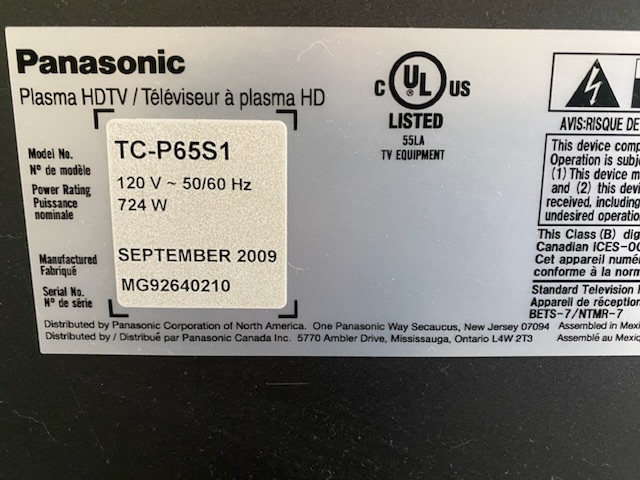 Panasonic
Plasma HDTV / Téléviseur à plasma HD
Model No.
Nº de modèle
TC-P65S1
Power Rating
Puissance
nominale
120 V ~ 50/60 Hz
724 W
Manufactured
Fabriqué
SEPTEMBER 2009
Serial No.
Nº de série
MG92640210
C UL US
LISTED
55LA
TV EQUIPMENT
AVIS:RISQUE DE
This device comp
Operation is subj
(1) This device m
and (2) this devi
received, including
undesired operatio
This Class (B) dig
Canadian ICES-00
Cet appareil numé
conforme à la norm
Standard Television
Appareil de réception
BETS-7/NTMR-7
Distributed by Panasonic Corporation of North America. One Panasonic Way Secaucus, New Jersey 07094 Assembled in Mexi
Distributed by / Distribué par Panasonic Canada Inc. 5770 Ambler Drive, Mississauga, Ontario L4W 2T3 Assemblé au Mexiq